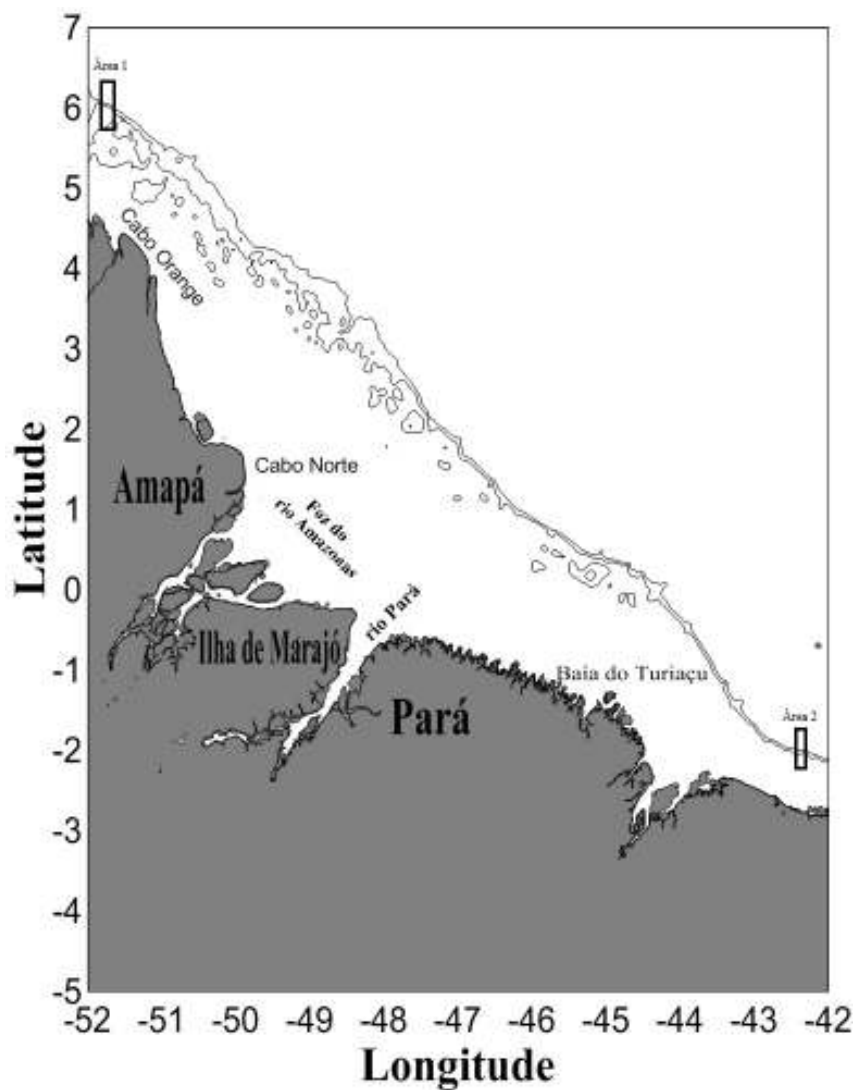 7
Área 1
6
5
Cabo Orange
4
3
2
Cabo Norte
Amapá
Latitude
1
Foz do
rio Amazonas
0
rio Pará
Ilha de Marajó
-1
Baia do Turiaçu
Pará
Área 2
-2
-3
-4
-5
-52 -51 -50 -49 -48 -47 -46 -45 -44 -43 -42
Longitude